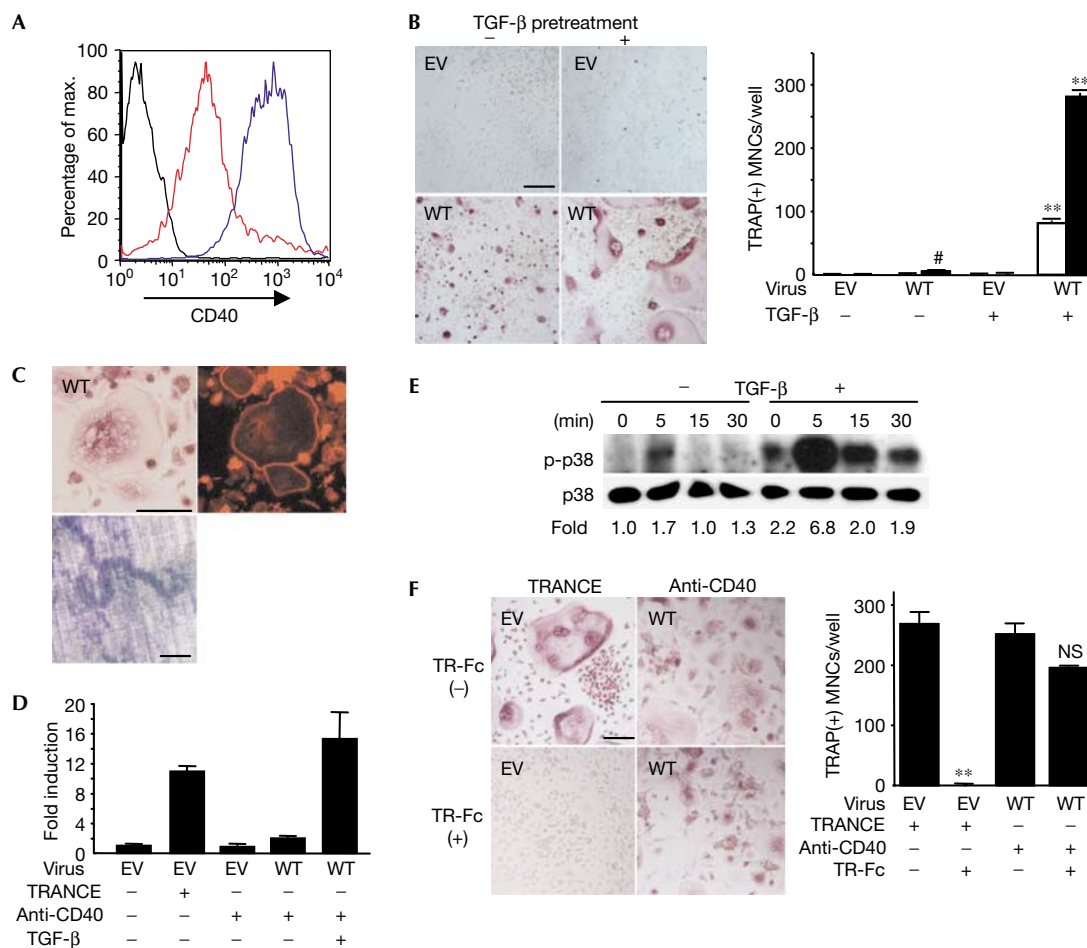 A
Percentage of max.
100
80
60
40
20
0
10⁰ 10¹ 10² 10³ 10⁴
CD40
B
TGF-β pretreatment
– +
EV EV
WT WT
TRAP(+) MNCs/well
300
200
100
0
** 
**
#
Virus EV WT EV WT
TGF-β – – + +
C
WT
D
Fold induction
20
16
12
8
4
0
Virus EV EV EV WT WT
TRANCE – + – – –
Anti-CD40 – – + + +
TGF-β – – – – +
E
– TGF-β +
(min) 0 5 15 30 0 5 15 30
p-p38
p38
Fold 1.0 1.7 1.0 1.3 2.2 6.8 2.0 1.9
F
TRANCE Anti-CD40
TR-Fc
(–)
EV WT
TR-Fc
(+)
EV WT
TRAP(+) MNCs/well
300
200
100
0
**
NS
Virus EV EV WT WT
TRANCE + + – –
Anti-CD40 – – + +
TR-Fc – + – +